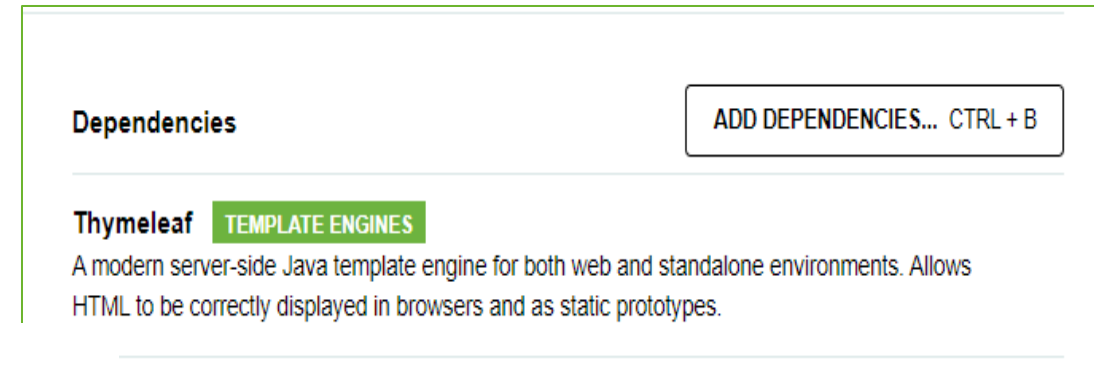 Dependencies
ADD DEPENDENCIES... CTRL + B
Thymeleaf TEMPLATE ENGINES
A modern server-side Java template engine for both web and standalone environments. Allows
HTML to be correctly displayed in browsers and as static prototypes.